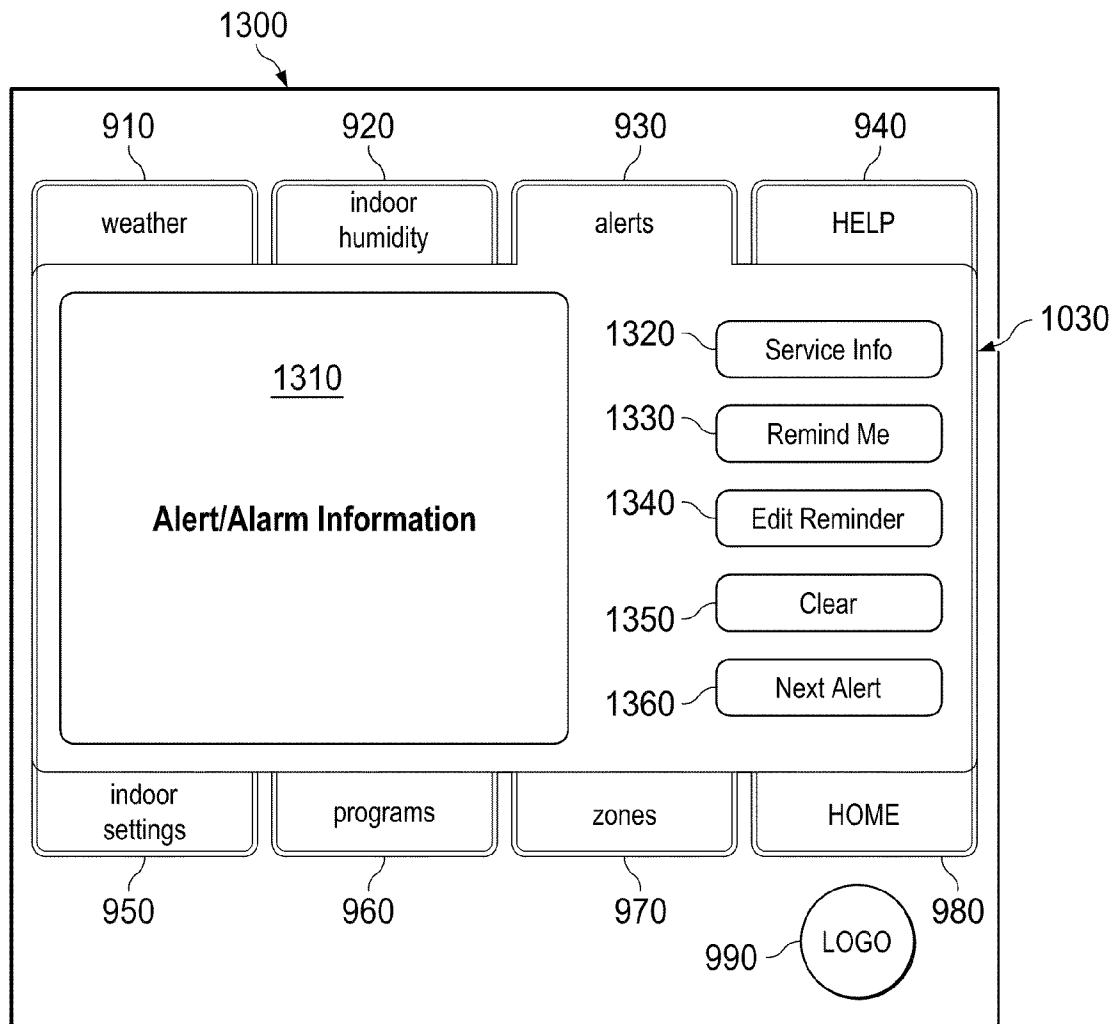 1300
910
920
930
940
weather
indoor
humidity
alerts
HELP
1030
1310
Alert/Alarm Information
1320
Service Info
1330
Remind Me
1340
Edit Reminder
1350
Clear
1360
Next Alert
indoor
settings
programs
zones
HOME
950
960
970
980
990
LOGO